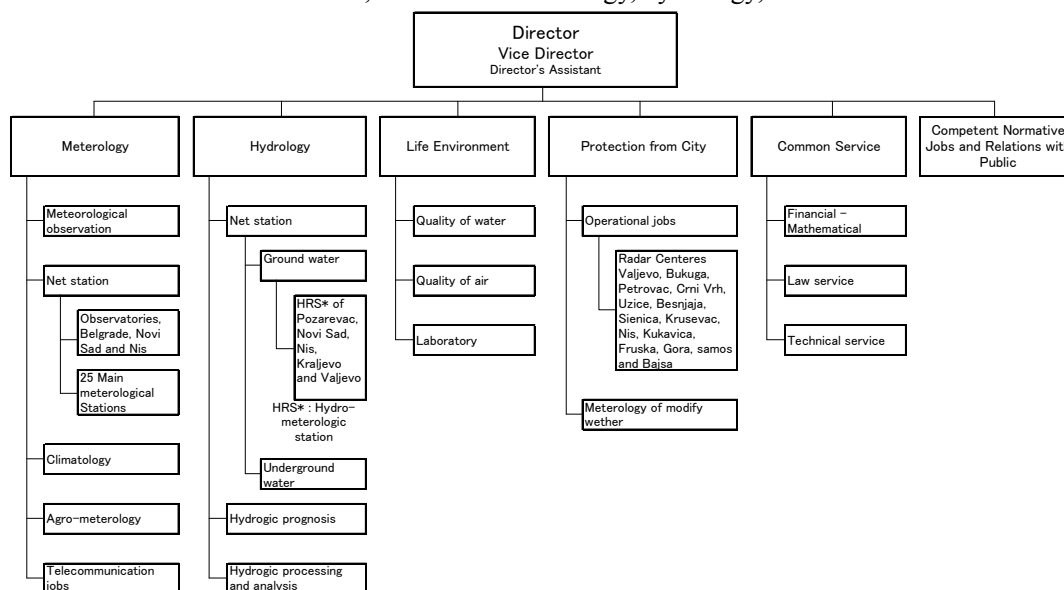 Director
Vice Director
Director's Assistant
Meterology
Hydrology
Life Environment
Protection from City
Common Service
Competent Normative
Jobs and Relations with
Public
Meteorological
observation
Net station
Observatories,
Belgrade, Novi
Sad and Nis
25 Main
meterological
Stations
Climatology
Agro-meterology
Telecommunication
jobs
Net station
Ground water
HRS* of
Pozarevac,
Novi Sad,
Nis,
Kraljevo
and Valjevo
HRS* : Hydro-
meterologic
station
Underground
water
Hydrogic prognosis
Hydrogic processing
and analysis
Quality of water
Quality of air
Laboratory
Operational jobs
Radar Centeres
Valjevo, Bukuga,
Petrovac, Crni Vrh,
Uzice, Besnjaja,
Sienica, Krusevac,
Nis, Kukavica,
Fruska, Gora, samos
and Bajsa
Meterology of modify
wether
Financial -
Mathematical
Law service
Technical service